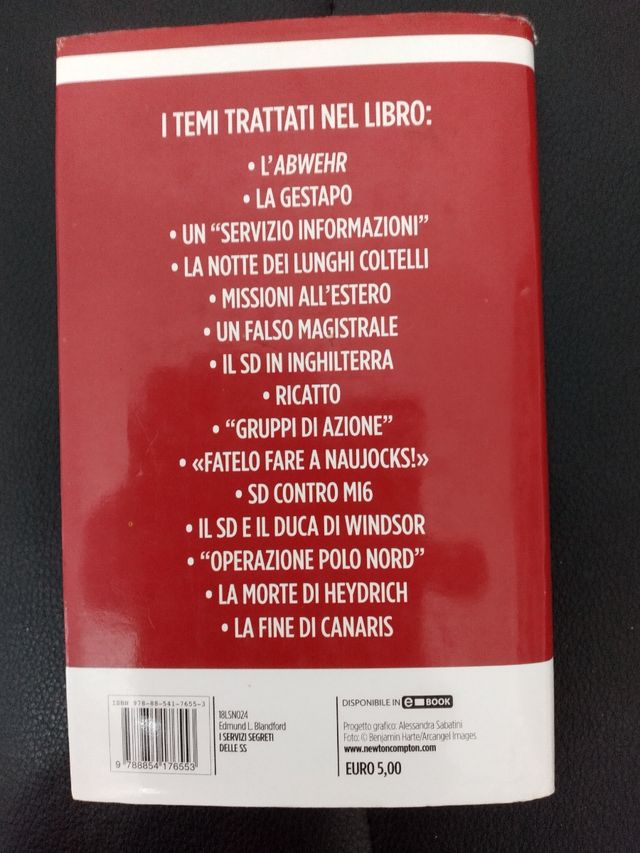 I TEMI TRATTATI NEL LIBRO:
• L'ABWEHR
• LA GESTAPO
• UN “SERVIZIO INFORMAZIONI”
• LA NOTTE DEI LUNGHI COLTELLI
• MISSIONI ALL'ESTERO
• UN FALSO MAGISTRALE
• IL SD IN INGHILTERRA
• RICATTO
• “GRUPPI DI AZIONE”
• «FATELO FARE A NAUJOCKS!»
• SD CONTRO MI6
• IL SD E IL DUCA DI WINDSOR
• “OPERAZIONE POLO NORD”
• LA MORTE DI HEYDRICH
• LA FINE DI CANARIS
ISBN 978-88-541-7655-3
9 788854 176553
18LSN024
Edmund L. Blandford
I SERVIZI SEGRETI
DELLE SS
DISPONIBILE IN e BOOK
Progetto grafico: Alessandra Sabatini
Foto: © Benjamin Harte/Arcangel Images
www.newtoncompton.com
EURO 5,00